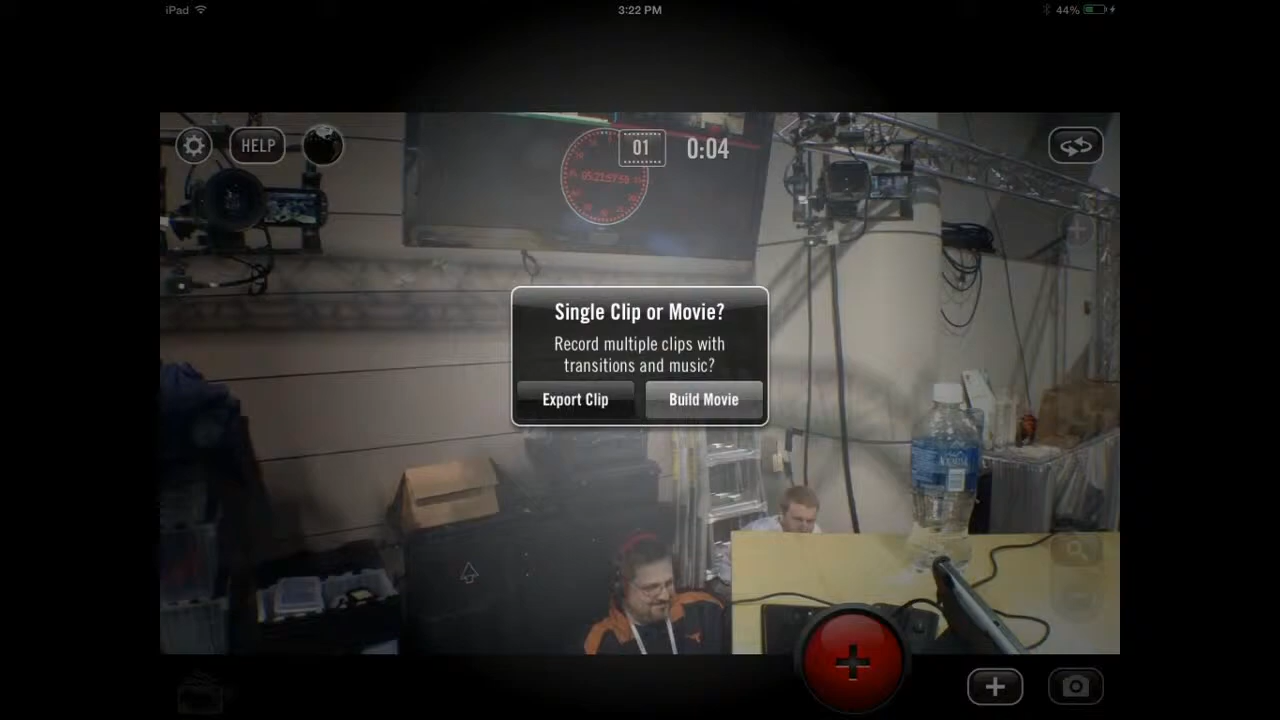 iPad
3:22 PM
44%
HELP
01
0:04
Single Clip or Movie?
Record multiple clips with
transitions and music?
Export Clip
Build Movie